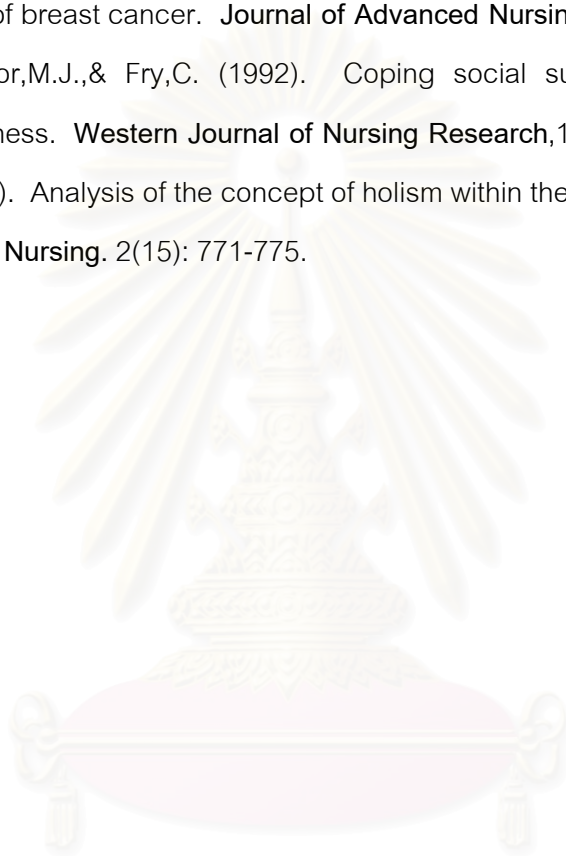 of breast cancer. Journal of Advanced Nursin
or,M.J.,& Fry,C. (1992). Coping social su
ness. Western Journal of Nursing Research,1
). Analysis of the concept of holism within the
Nursing. 2(15): 771-775.